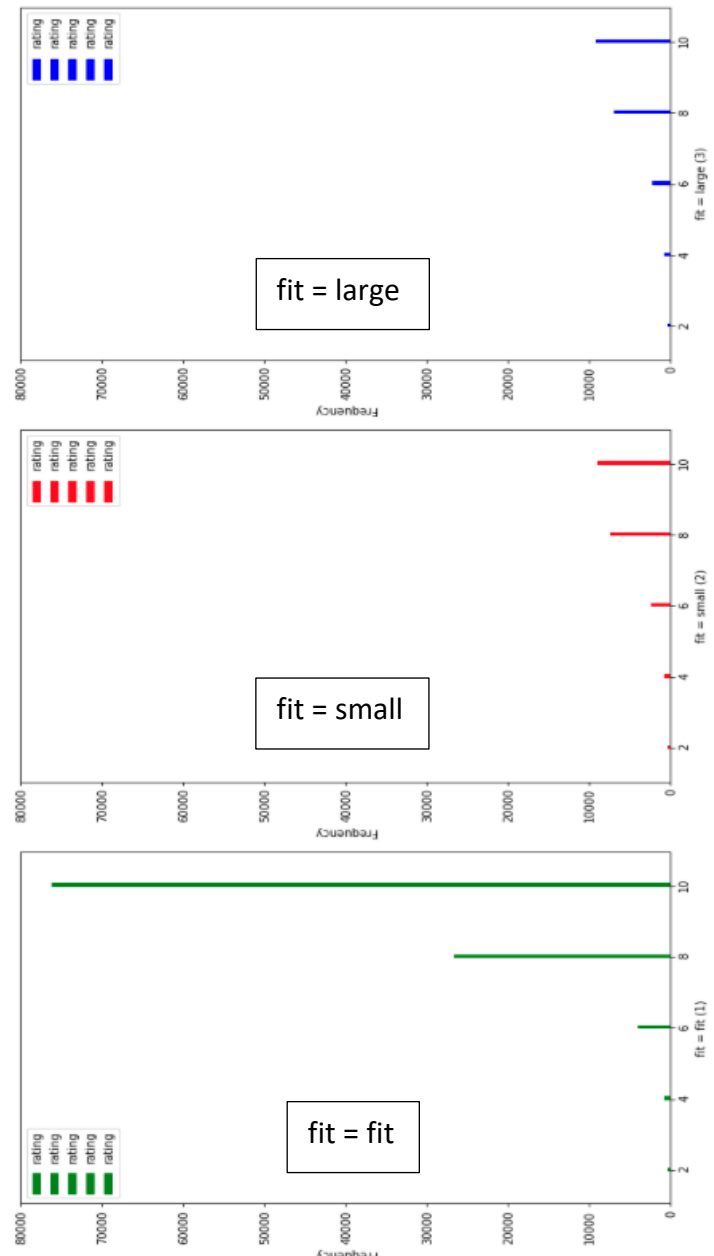 80000
70000
60000
50000
40000
30000
20000
10000
0
Frequency
rating
rating
rating
rating
rating
fit = large
2
4
6
8
10
fit = large (3)
80000
70000
60000
50000
40000
30000
20000
10000
0
Frequency
rating
rating
rating
rating
rating
fit = small
2
4
6
8
10
fit = small (2)
80000
70000
60000
50000
40000
30000
20000
10000
0
Frequency
rating
rating
rating
rating
rating
fit = fit
2
4
6
8
10
fit = fit (1)